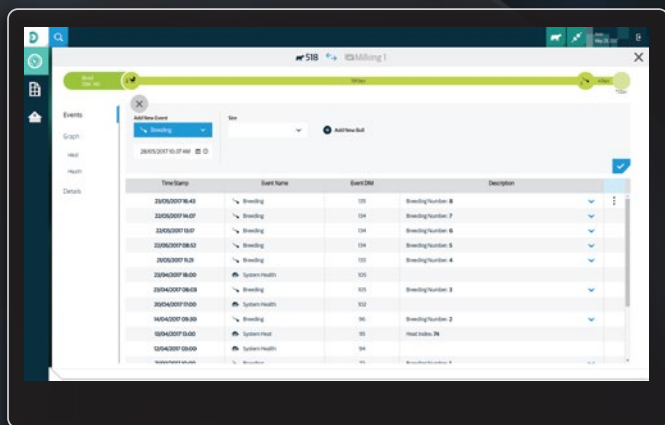 518 Milking 1
Events
Graph
Heat
Health
Details
Add New Event Sire
Breeding Add New Bull
28/05/2017 10:37 AM
Time Stamp Event Name Event DIM Description
23/05/2017 16:43 Breeding 135 Breeding Number: 8
22/05/2017 14:07 Breeding 134 Breeding Number: 7
22/05/2017 13:17 Breeding 134 Breeding Number: 6
22/05/2017 08:52 Breeding 134 Breeding Number: 5
21/05/2017 11:21 Breeding 133 Breeding Number: 4
23/04/2017 18:00 System Health 105
23/04/2017 08:03 Breeding 105 Breeding Number: 3
20/04/2017 17:00 System Health 102
14/04/2017 09:30 Breeding 96 Breeding Number: 2
13/04/2017 13:00 System Heat 95 Heat Index: 74
12/04/2017 03:00 System Health 94